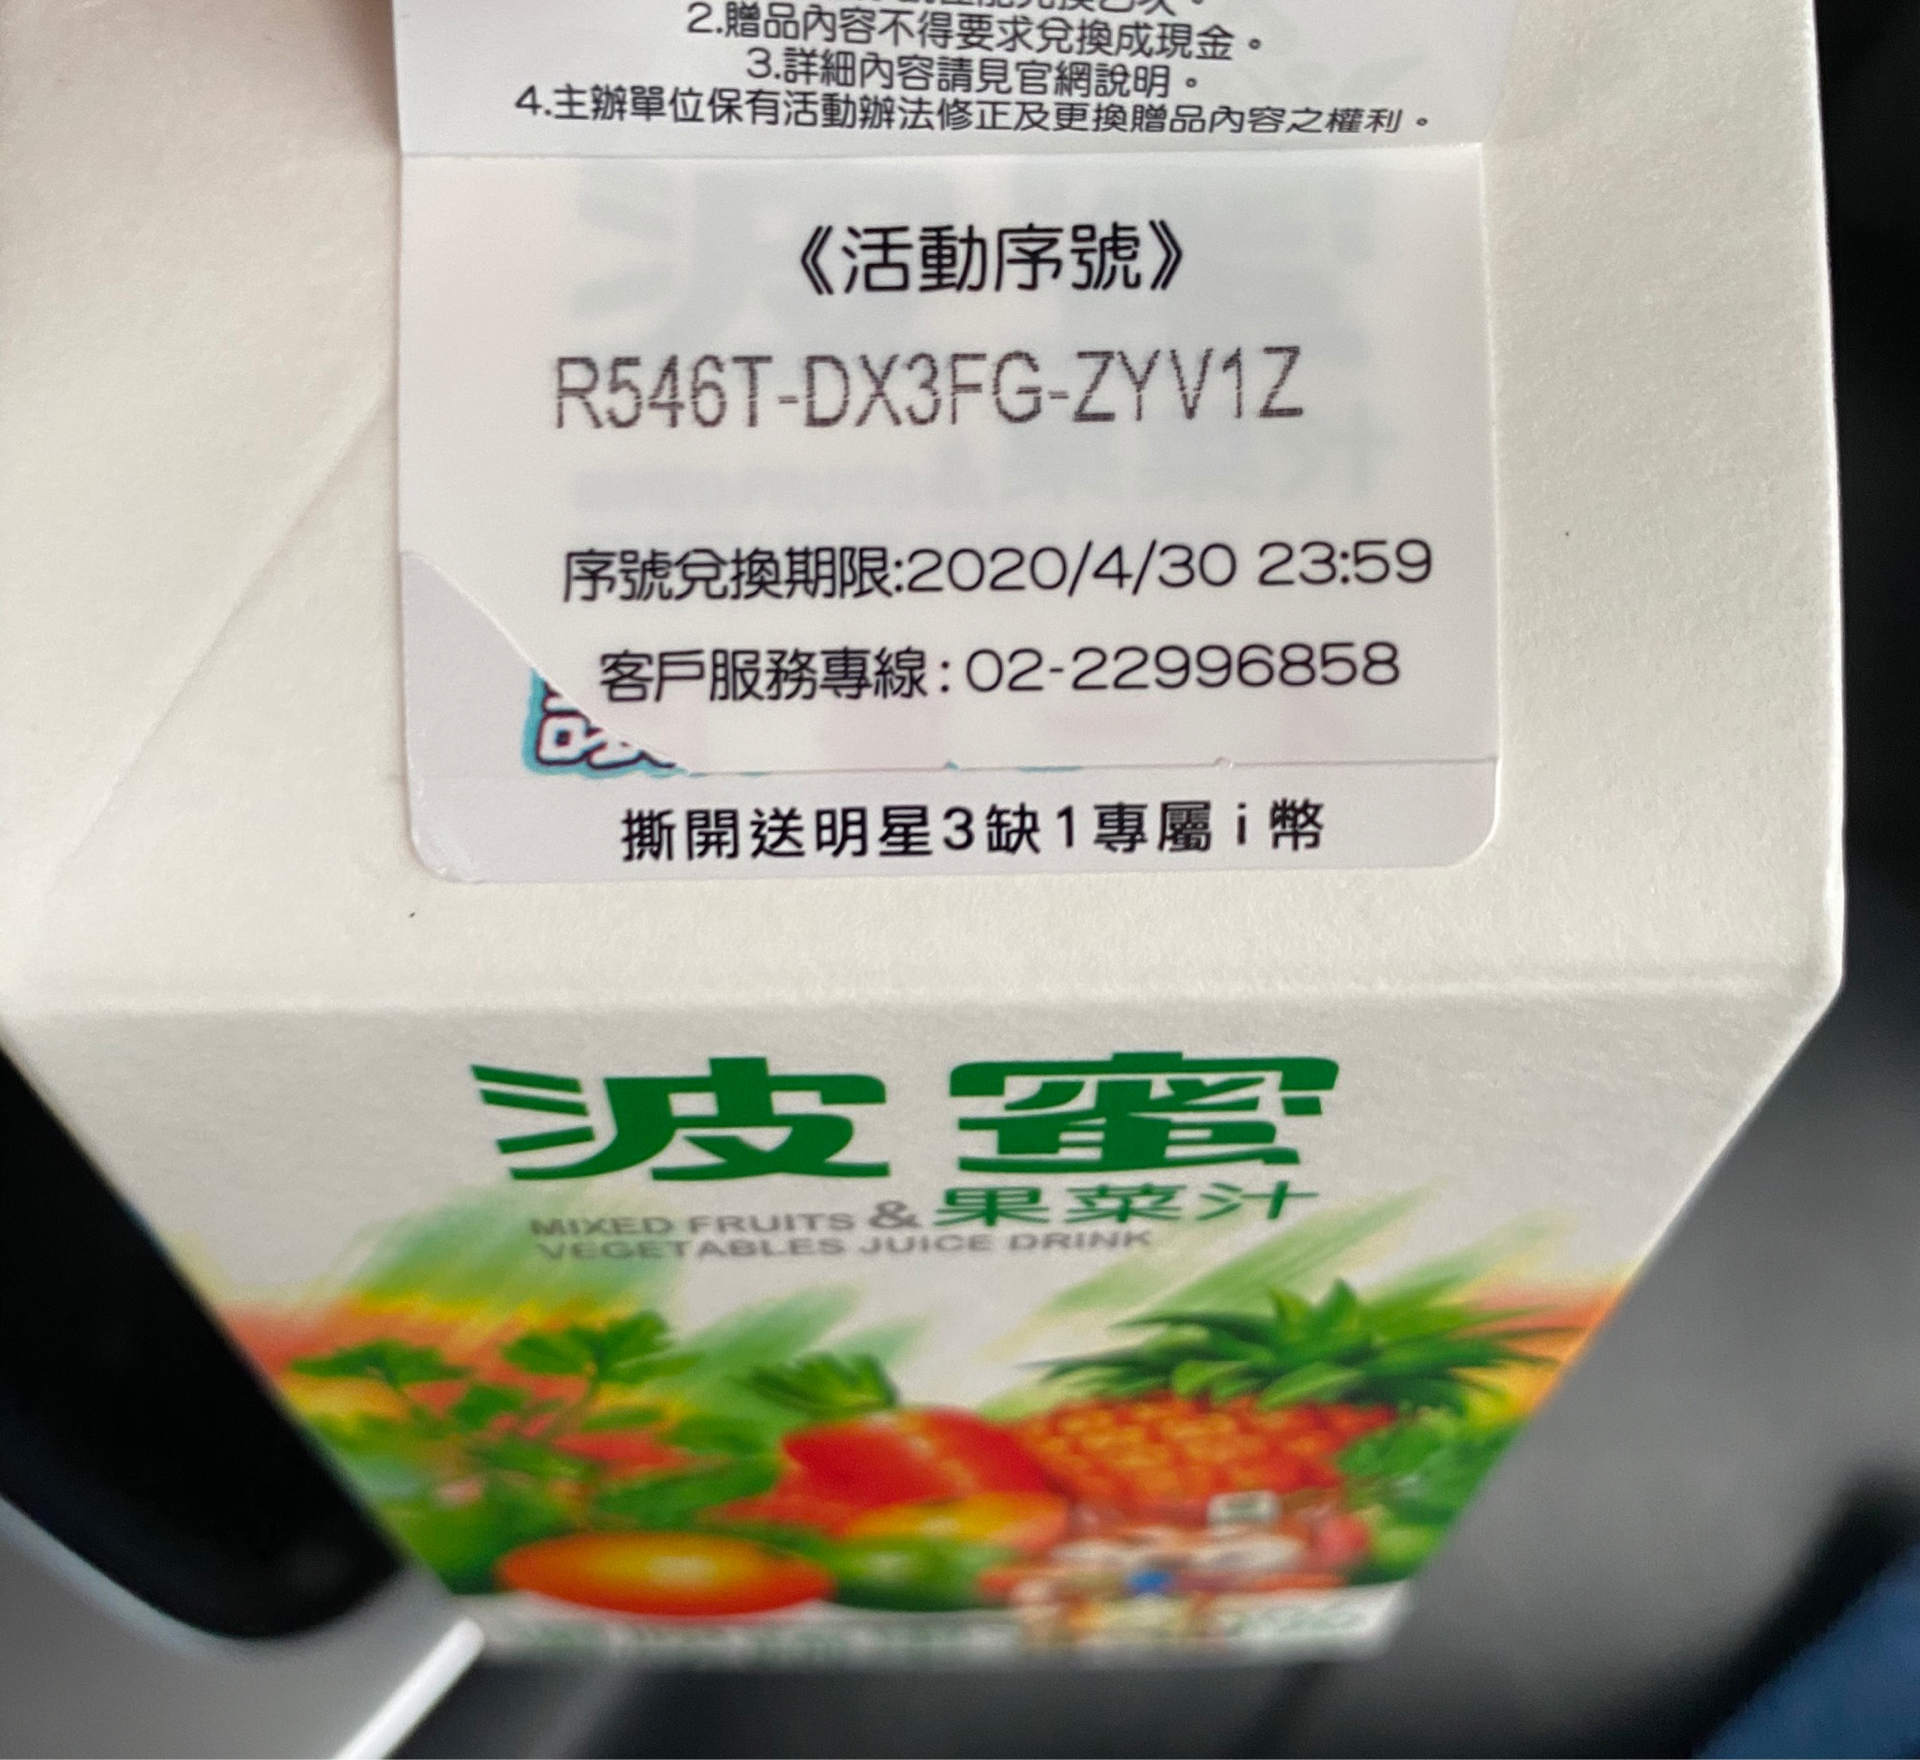 2.贈品內容不得要求兌換成現金。
3.詳細內容請見官網說明。
4.主辦單位保有活動辦法修正及更換贈品內容之權利。
《活動序號》
R546T-DX3FG-ZYV1Z
序號兌換期限:2020/4/30 23:59
客戶服務專線:02-22996858
撕開送明星3缺1專屬i幣
波蜜
果菜汁
MIXED FRUITS &
VEGETABLES JUICE DRINK